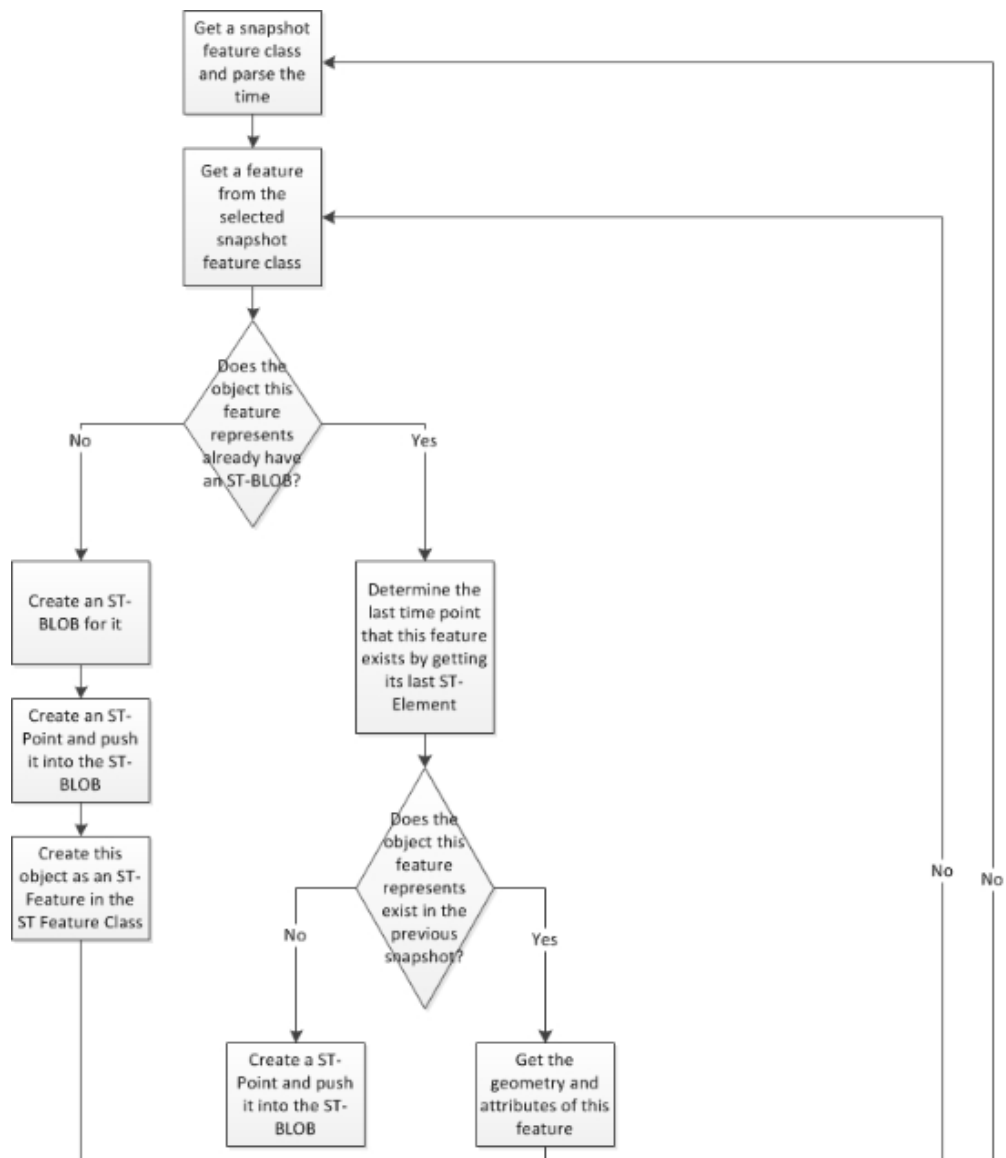 Get a snapshot
feature class
and parse the
time
Get a feature
from the
selected
snapshot
feature class
Does the
object this
feature
represents
already have
an ST-BLOB?
No
Yes
Create an ST-
BLOB for it
Create an ST-
Point and push
it into the ST-
BLOB
Create this
object as an ST-
Feature in the
ST Feature Class
Determine the
last time point
that this feature
exists by getting
its last ST-
Element
Does the
object this
feature
represents
exist in the
previous
snapshot?
No
Yes
Create a ST-
Point and push
it into the ST-
BLOB
Get the
geometry and
attributes of this
feature
No
No